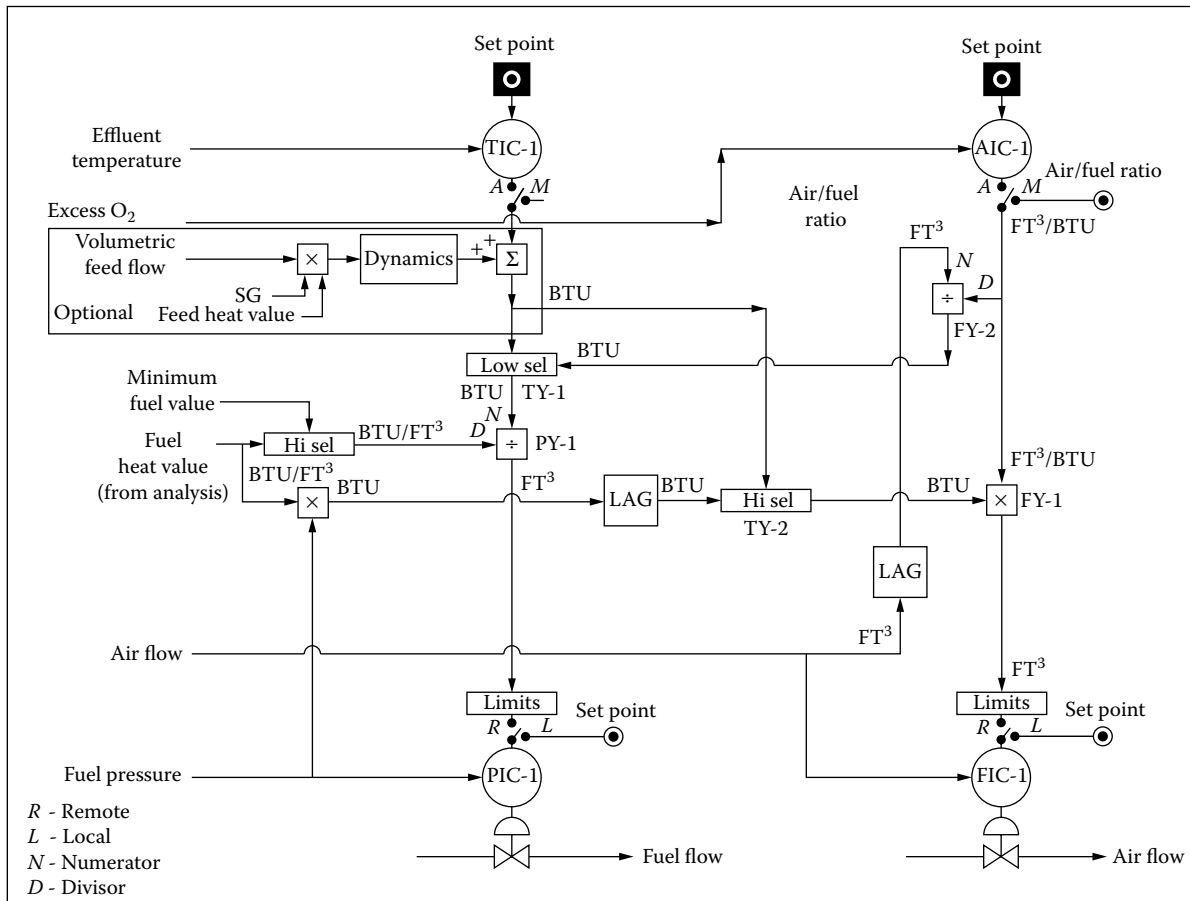 Set point
Set point
Effluent
temperature
TIC-1
AIC-1
A
M
A
M
Air/fuel ratio
Excess O₂
Air/fuel
ratio
FT³/BTU
Volumetric
feed flow
×
Dynamics
++
Σ
FT³
N
D
÷
FY-2
SG
Feed heat value
Optional
BTU
BTU
Low sel
BTU
TY-1
Minimum
fuel value
N
D
÷
PY-1
Hi sel
BTU/FT³
Fuel
heat value
(from analysis)
BTU/FT³
×
BTU
FT³
LAG
BTU
Hi sel
TY-2
BTU
FT³/BTU
×
FY-1
LAG
Air flow
FT³
FT³
Limits
Limits
R
L
Set point
R
L
Set point
Fuel pressure
PIC-1
FIC-1
R - Remote
L - Local
N - Numerator
D - Divisor
Fuel flow
Air flow